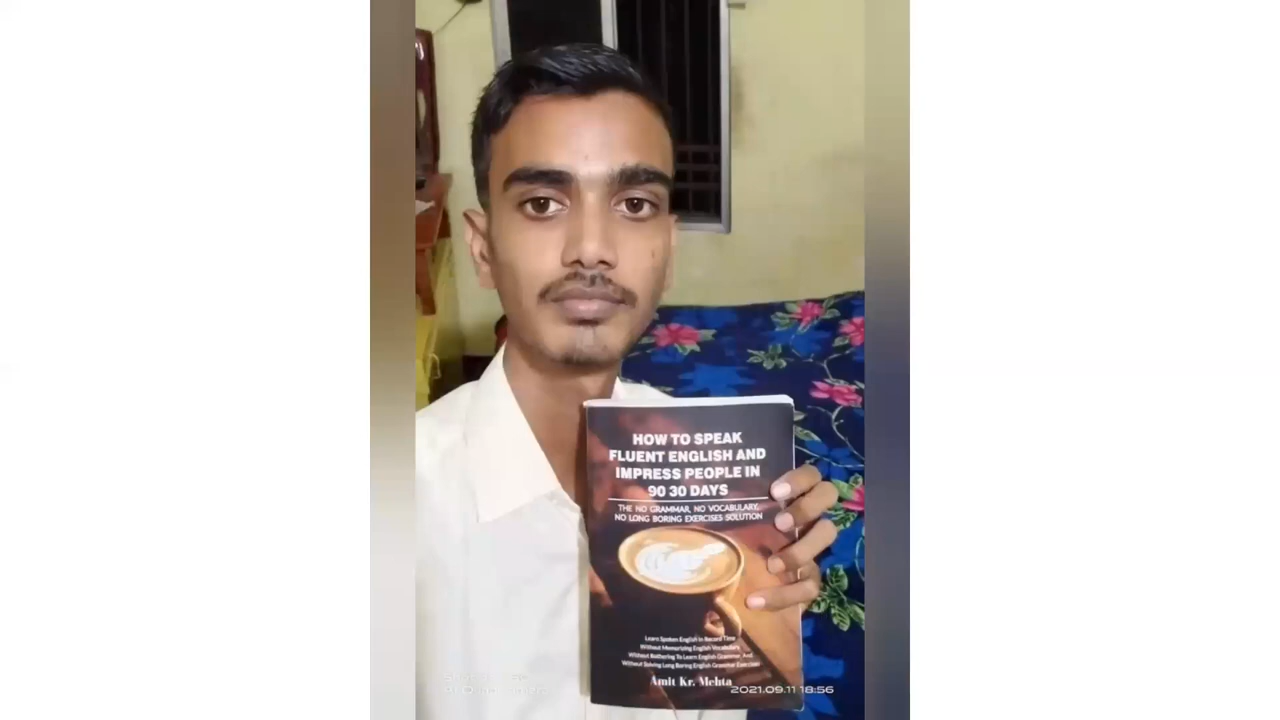 HOW TO SPEAK
FLUENT ENGLISH AND
IMPRESS PEOPLE IN
90 30 DAYS
THE NO GRAMMAR, NO VOCABULARY,
NO LONG BORING EXERCISES SOLUTION
Learn Spoken English In Record Time
Without Memorizing English Vocabulary
Without Bothering To Learn English Grammar, And
Without Solving Long Boring English Grammar Exercises
Amit Kr. Mehta
2021.09.11 18:56